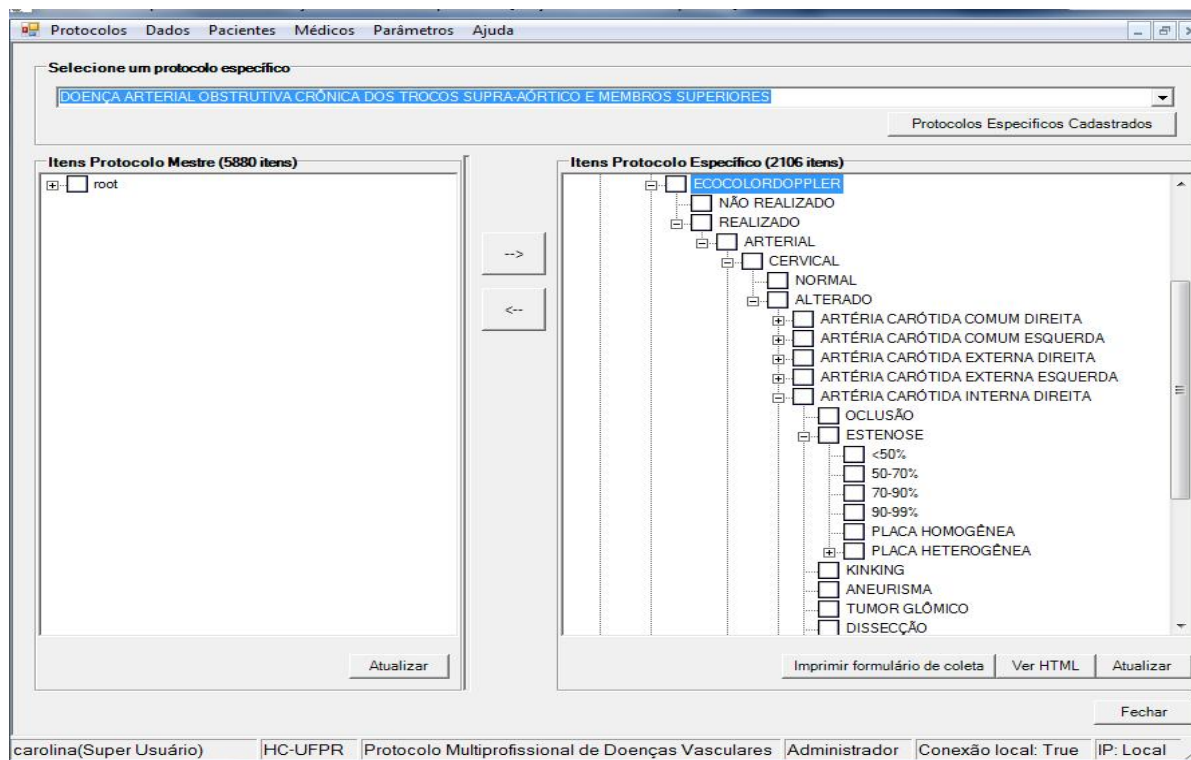 Protocolos Dados Pacientes Médicos Parâmetros Ajuda
Selecione um protocolo específico
DOENÇA ARTERIAL OBSTRUTIVA CRÔNICA DOS TROCOS SUPRA-AÓRTICO E MEMBROS SUPERIORES
Protocolos Especificos Cadastrados
Itens Protocolo Mestre (5880 itens)
root
-->
<--
Atualizar
Itens Protocolo Específico (2106 itens)
ECOCOLORDOPPLER
NÃO REALIZADO
REALIZADO
ARTERIAL
CERVICAL
NORMAL
ALTERADO
ARTÉRIA CARÓTIDA COMUM DIREITA
ARTÉRIA CARÓTIDA COMUM ESQUERDA
ARTÉRIA CARÓTIDA EXTERNA DIREITA
ARTÉRIA CARÓTIDA EXTERNA ESQUERDA
ARTÉRIA CARÓTIDA INTERNA DIREITA
OCLUSÃO
ESTENOSE
<50%
50-70%
70-90%
90-99%
PLACA HOMOGÊNEA
PLACA HETEROGÊNEA
KINKING
ANEURISMA
TUMOR GLÔMICO
DISSECÇÃO
Imprimir formulário de coleta Ver HTML Atualizar
Fechar
carolina(Super Usuário) HC-UFPR Protocolo Multiprofissional de Doenças Vasculares Administrador Conexão local: True IP: Local